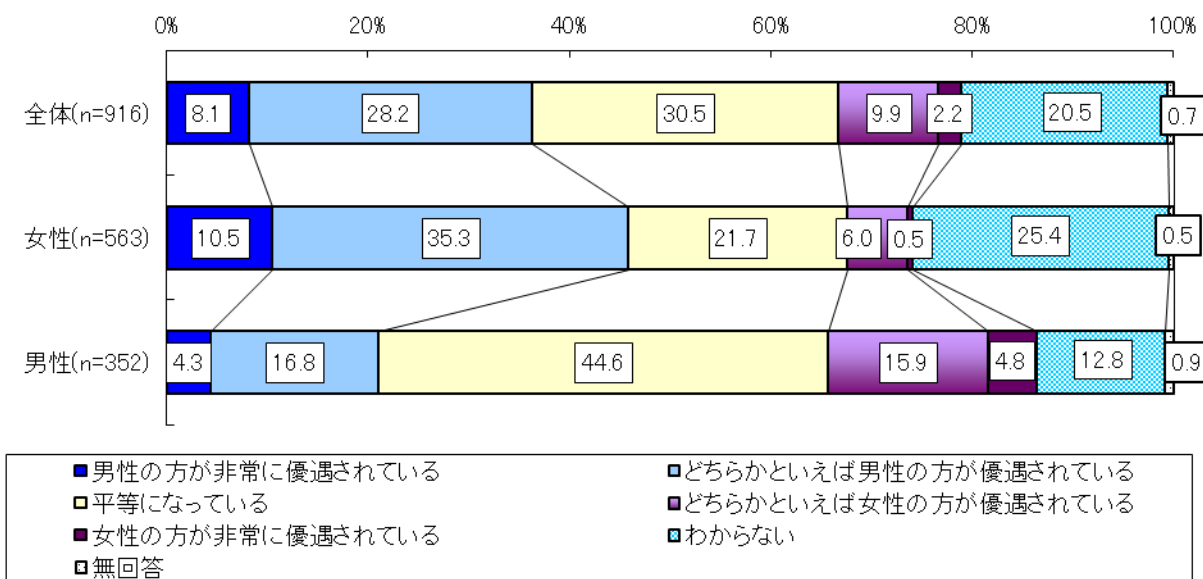 0% 20% 40% 60% 80% 100%
全体(n=916) 8.1 28.2 30.5 9.9 2.2 20.5 0.7
女性(n=563) 10.5 35.3 21.7 6.0 0.5 25.4 0.5
男性(n=352) 4.3 16.8 44.6 15.9 4.8 12.8 0.9
男性の方が非常に優遇されている どちらかといえば男性の方が優遇されている
平等になっている どちらかといえば女性の方が優遇されている
女性の方が非常に優遇されている わからない
無回答